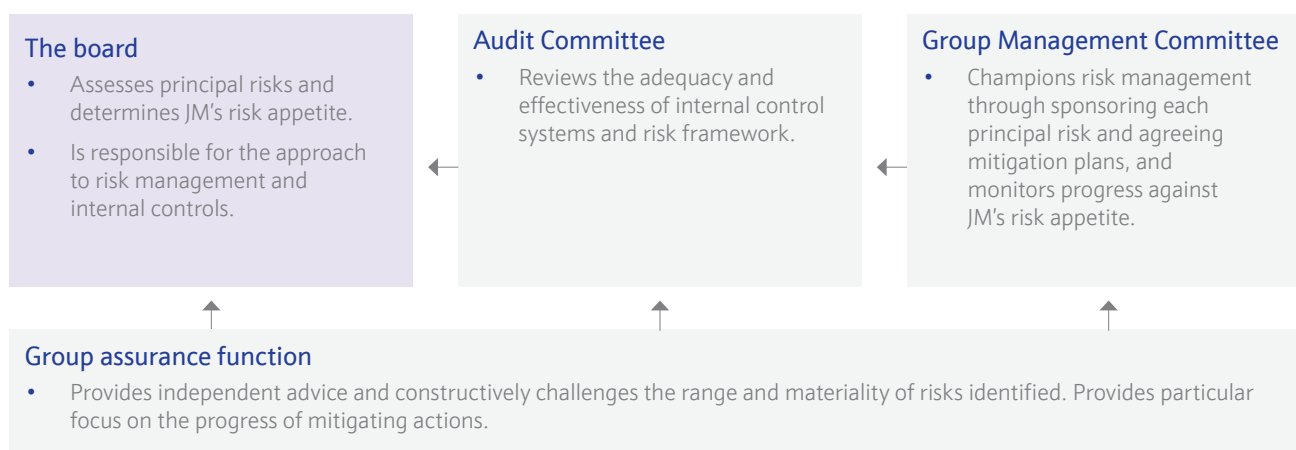 The board
• Assesses principal risks and
determines JM’s risk appetite.
• Is responsible for the approach
to risk management and
internal controls.
Audit Committee
• Reviews the adequacy and
effectiveness of internal control
systems and risk framework.
Group Management Committee
• Champions risk management
through sponsoring each
principal risk and agreeing
mitigation plans, and
monitors progress against
JM’s risk appetite.
Group assurance function
• Provides independent advice and constructively challenges the range and materiality of risks identified. Provides particular
focus on the progress of mitigating actions.